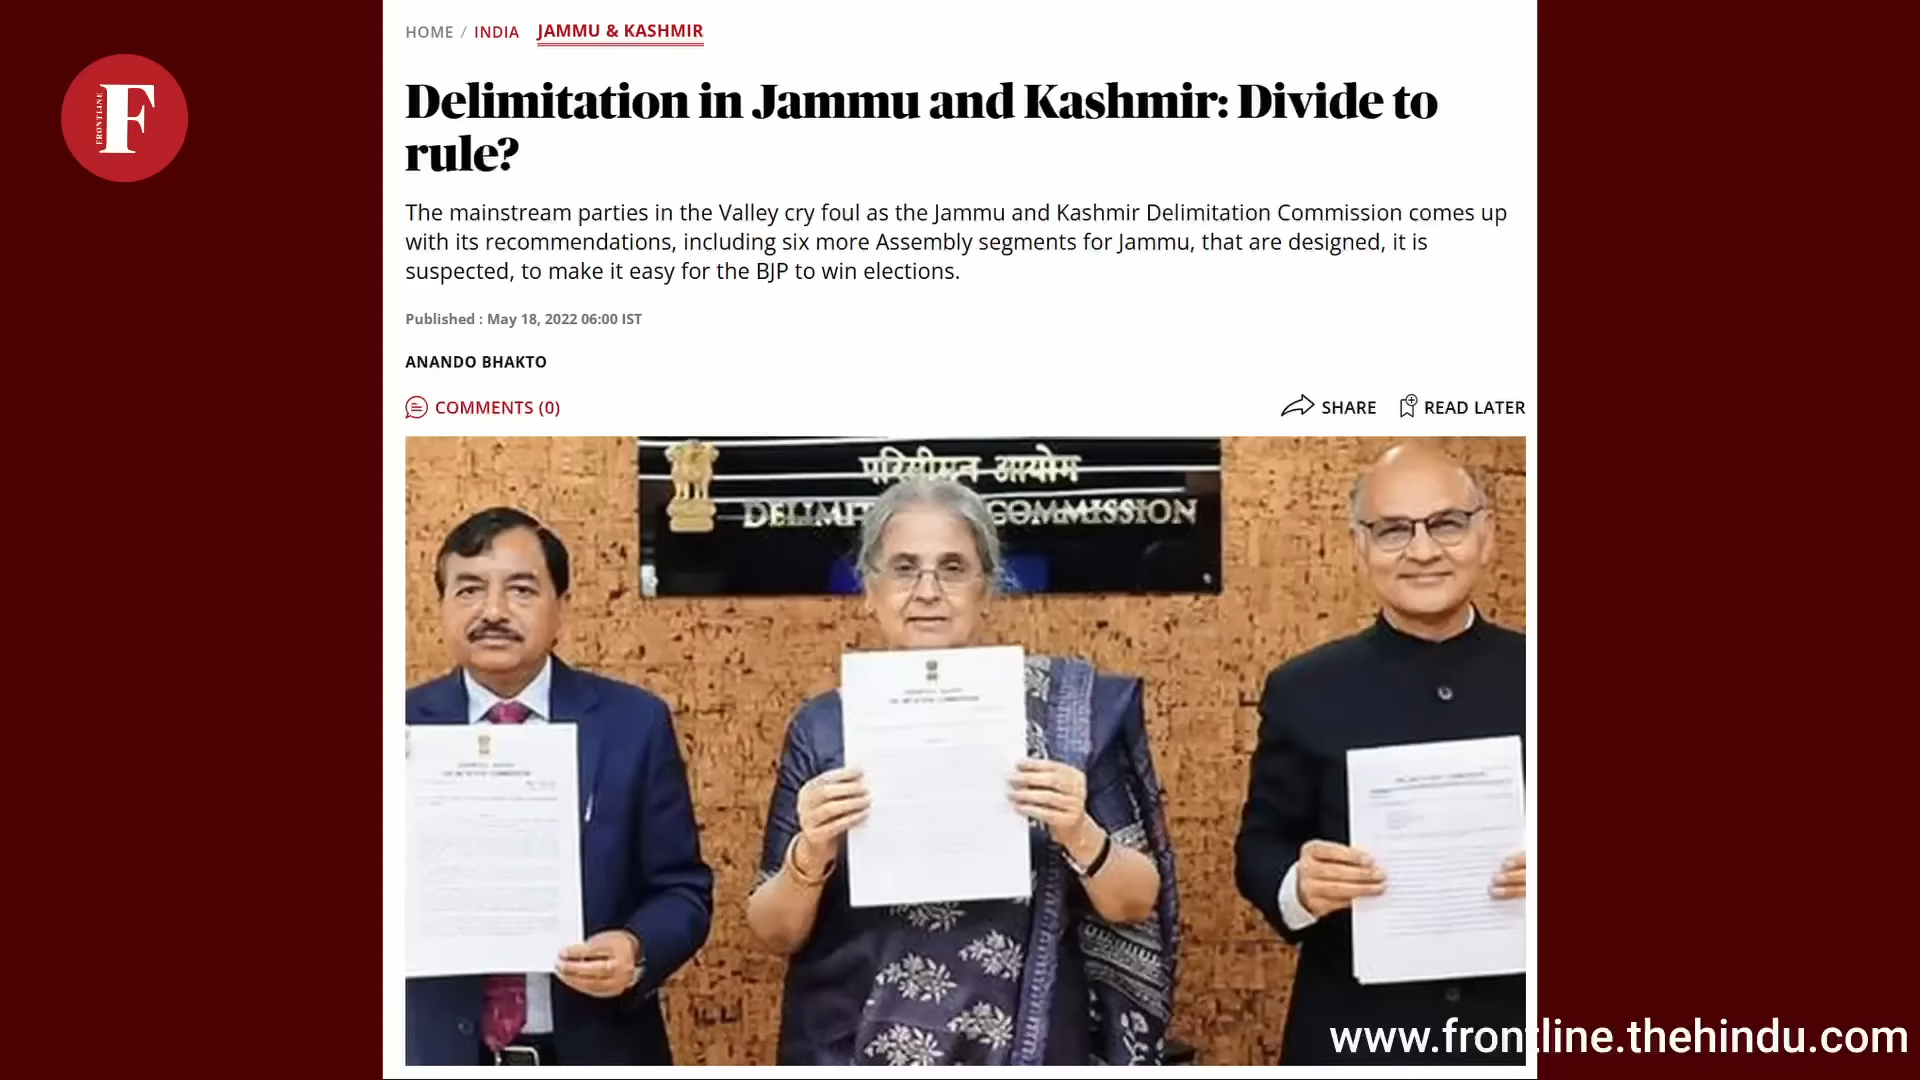 HOME / INDIA JAMMU & KASHMIR
FRONTLINE
F
Delimitation in Jammu and Kashmir: Divide to
rule?
The mainstream parties in the Valley cry foul as the Jammu and Kashmir Delimitation Commission comes up
with its recommendations, including six more Assembly segments for Jammu, that are designed, it is
suspected, to make it easy for the BJP to win elections.
Published : May 18, 2022 06:00 IST
ANANDO BHAKTO
COMMENTS (0)
SHARE READ LATER
परिसीमन आयोग
COMMISSION
www.frontline.thehindu.com